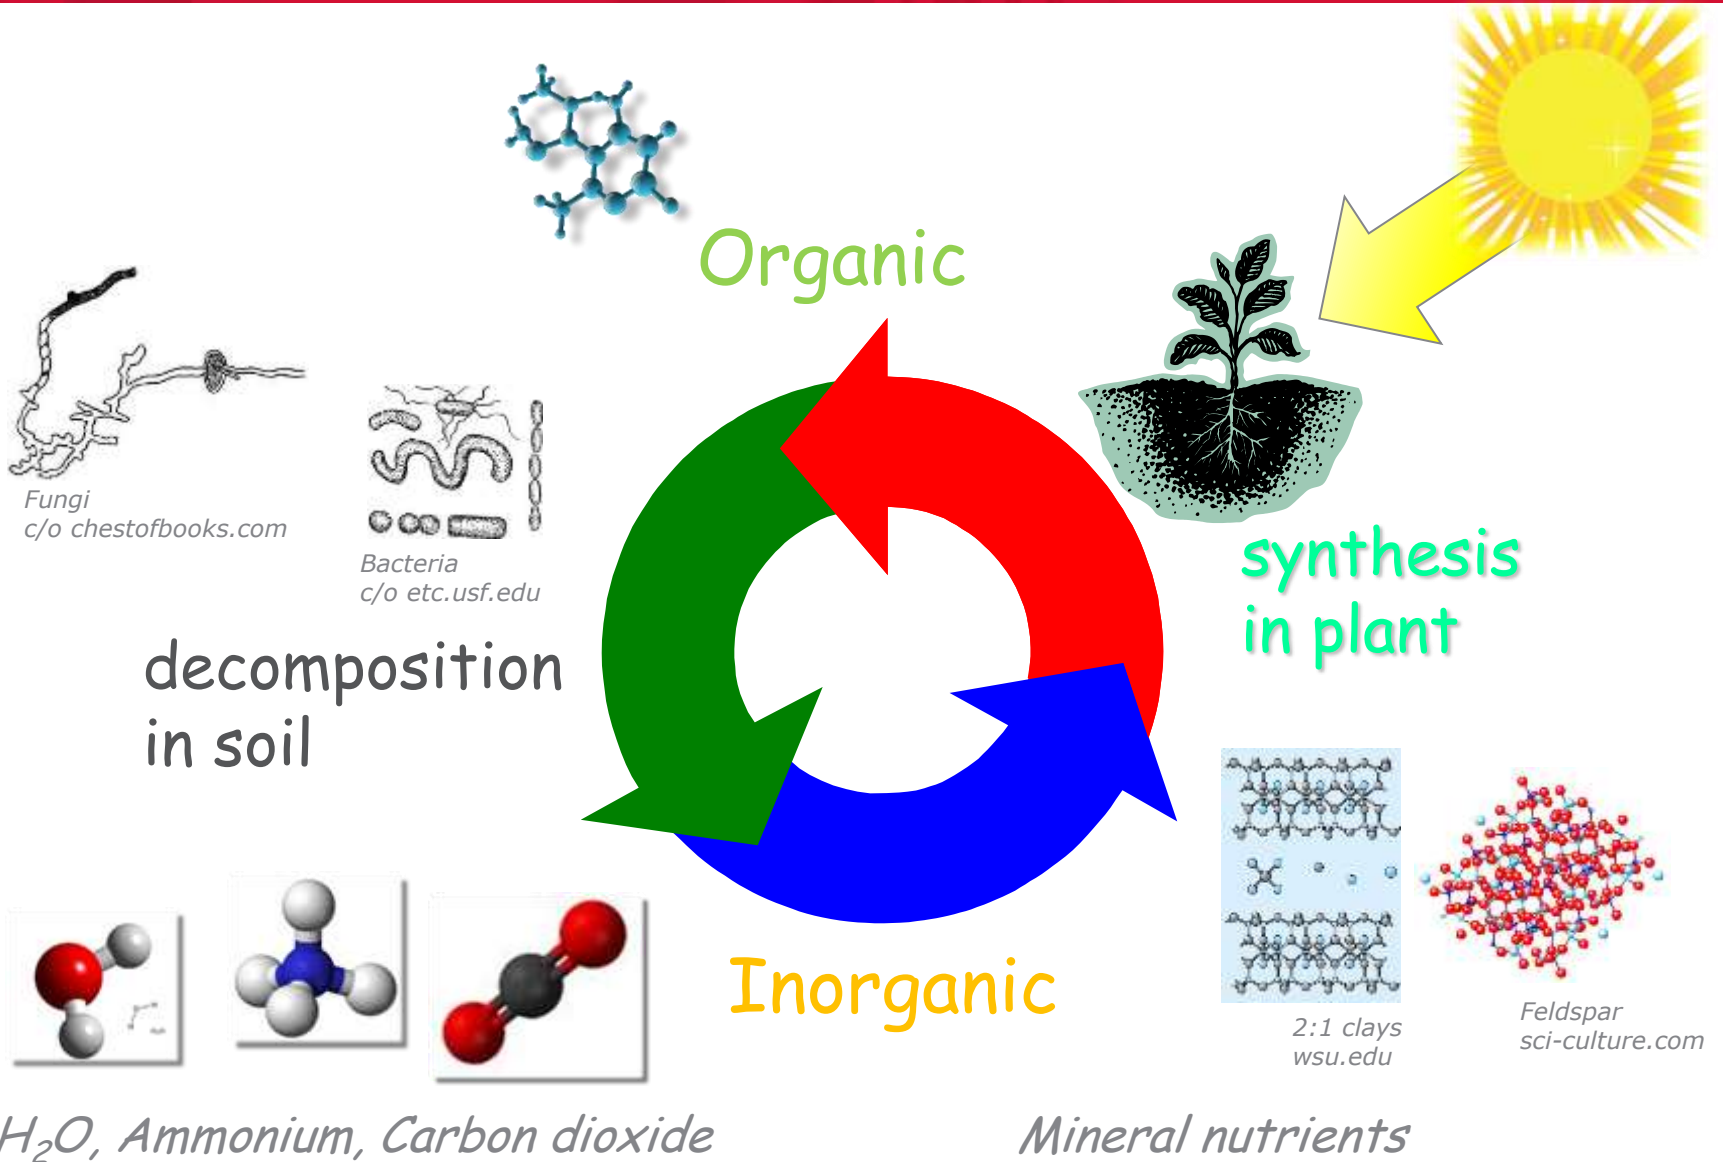 Organic
Fungi
c/o chestofbooks.com
Bacteria
c/o etc.usf.edu
synthesis
in plant
decomposition
in soil
Inorganic
2:1 clays
wsu.edu
Feldspar
sci-culture.com
H₂O, Ammonium, Carbon dioxide
Mineral nutrients